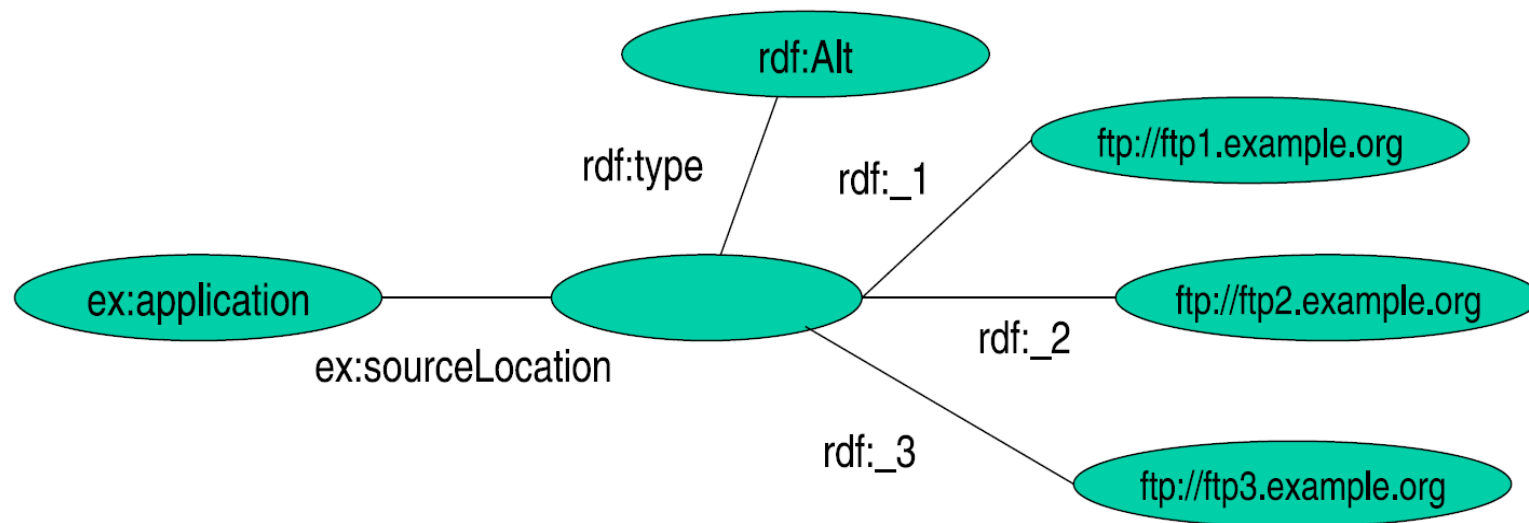 rdf:Alt
ftp://ftp1.example.org
rdf:type
rdf:_1
ex:application
ftp://ftp2.example.org
rdf:_2
ex:sourceLocation
rdf:_3
ftp://ftp3.example.org